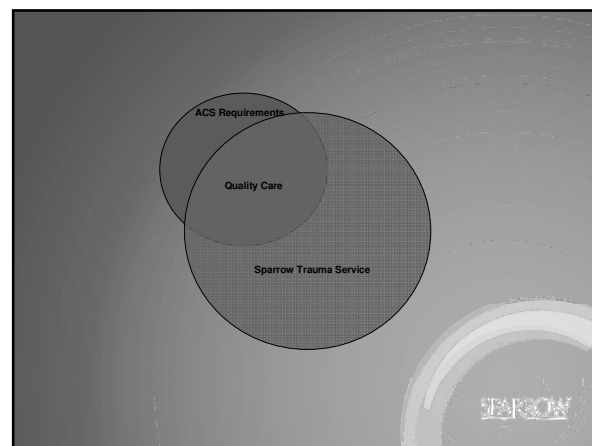 ACS Requirements
Quality Care
Sparrow Trauma Service
SPARROW